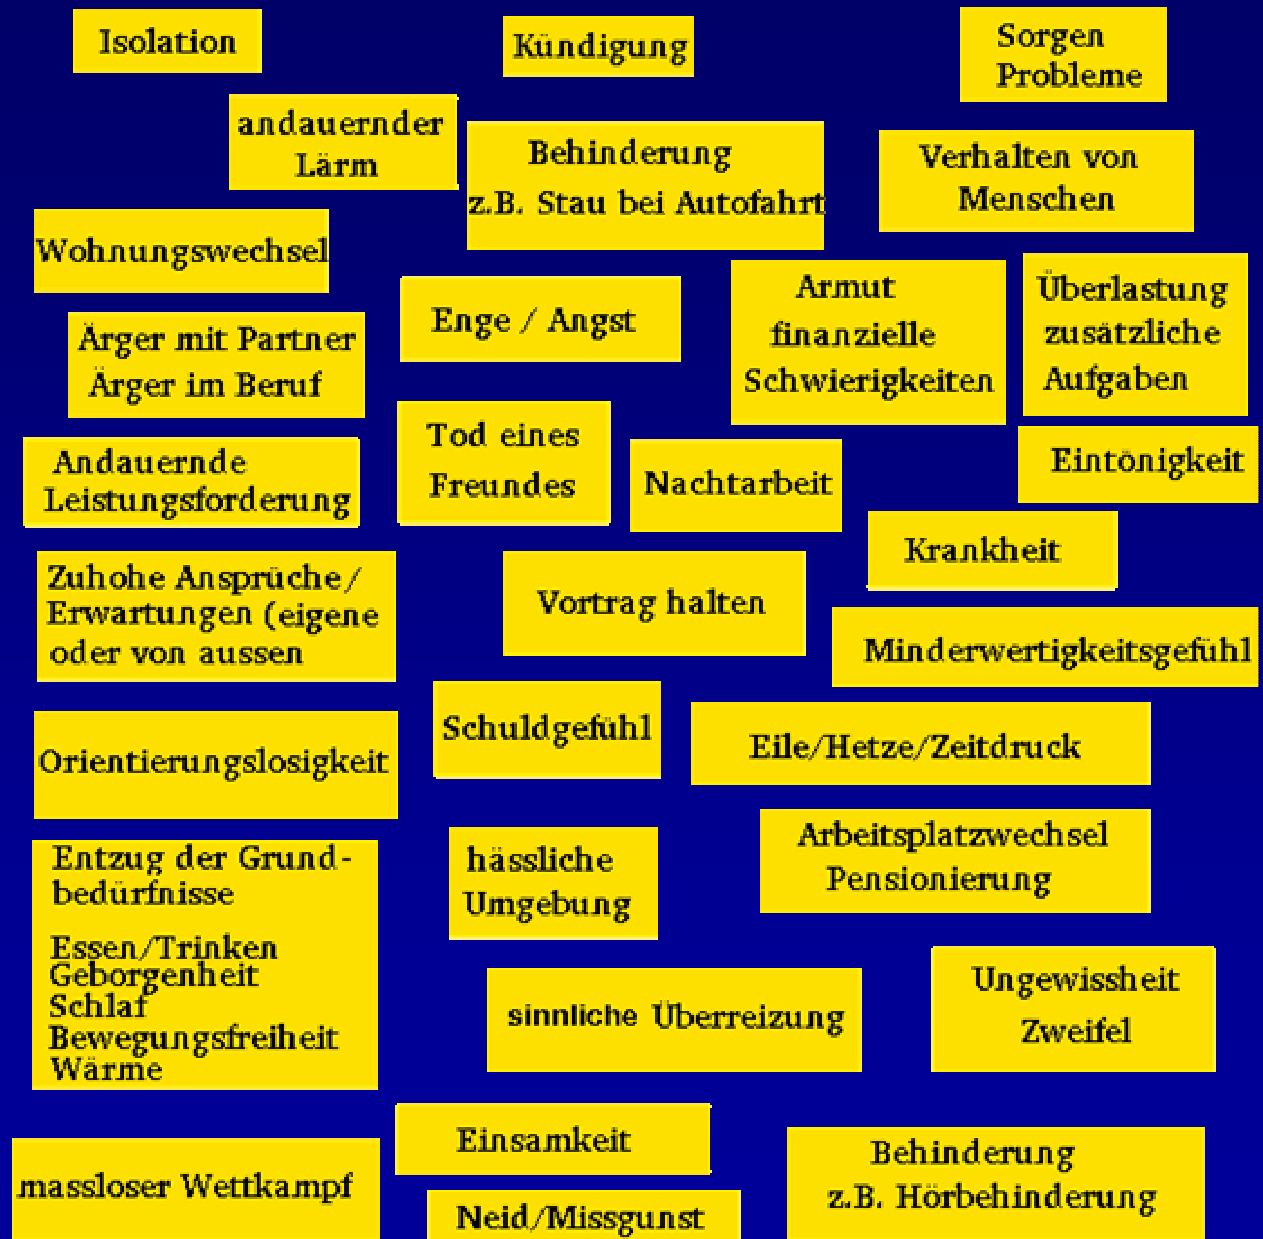 Isolation
Kündigung
Sorgen
Probleme
andauernder
Lärm
Behinderung
z.B. Stau bei Autofahrt
Verhalten von
Menschen
Wohnungswechsel
Enge / Angst
Armut
finanzielle
Schwierigkeiten
Überlastung
zusätzliche
Aufgaben
Ärger mit Partner
Ärger im Beruf
Tod eines
Freundes
Andauernde
Leistungsforderung
Nachtarbeit
Eintönigkeit
Krankheit
Zuhohe Ansprüche/
Erwartungen (eigene
oder von aussen
Vortrag halten
Minderwertigkeitsgefühl
Schuldgefühl
Eile/Hetze/Zeitdruck
Orientierungslosigkeit
Arbeitsplatzwechsel
Pensionierung
Entzug der Grund-
bedürfnisse
Essen/Trinken
Geborgenheit
Schlaf
Bewegungsfreiheit
Wärme
hässliche
Umgebung
sinnliche Überreizung
Ungewissheit
Zweifel
Einsamkeit
Behinderung
z.B. Hörbehinderung
massloser Wettkampf
Neid/Missgunst